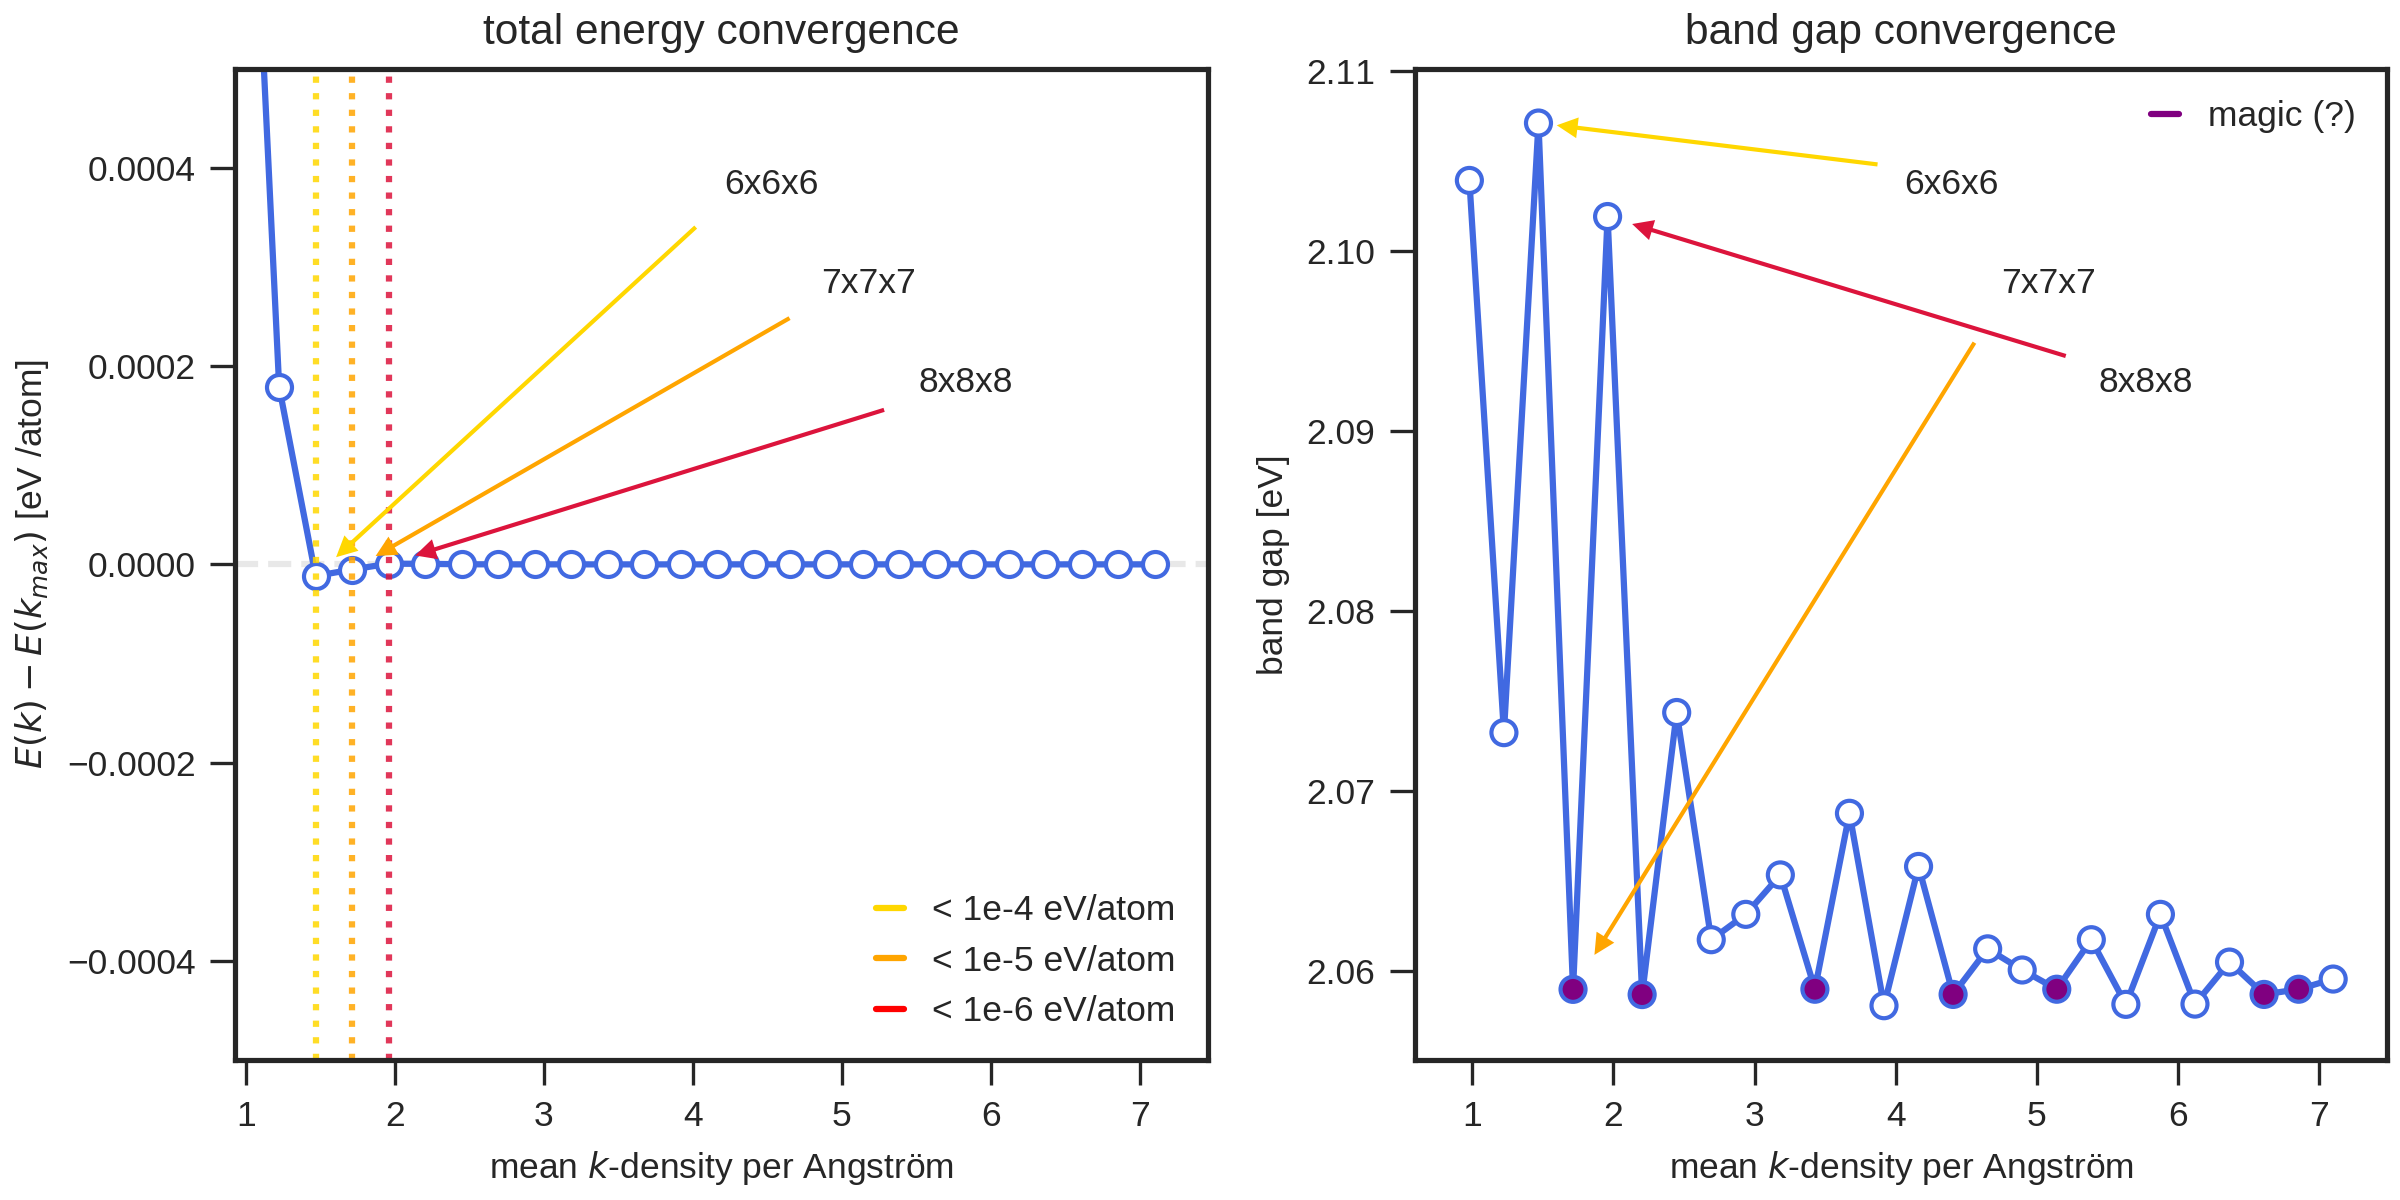 total energy convergence
0.0004
0.0002
0.0000
−0.0002
−0.0004
E(k) − E(kmax) [eV /atom]
6x6x6
7x7x7
8x8x8
< 1e-4 eV/atom
< 1e-5 eV/atom
< 1e-6 eV/atom
1 2 3 4 5 6 7
mean k-density per Angström
band gap convergence
2.11
2.10
2.09
2.08
2.07
2.06
band gap [eV]
magic (?)
6x6x6
7x7x7
8x8x8
1 2 3 4 5 6 7
mean k-density per Angström